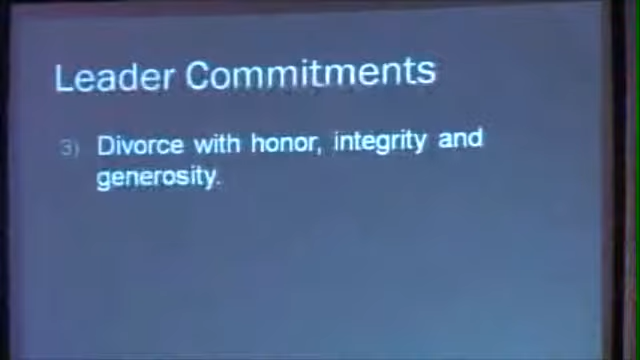 Leader Commitments
3) Divorce with honor, integrity and
generosity.